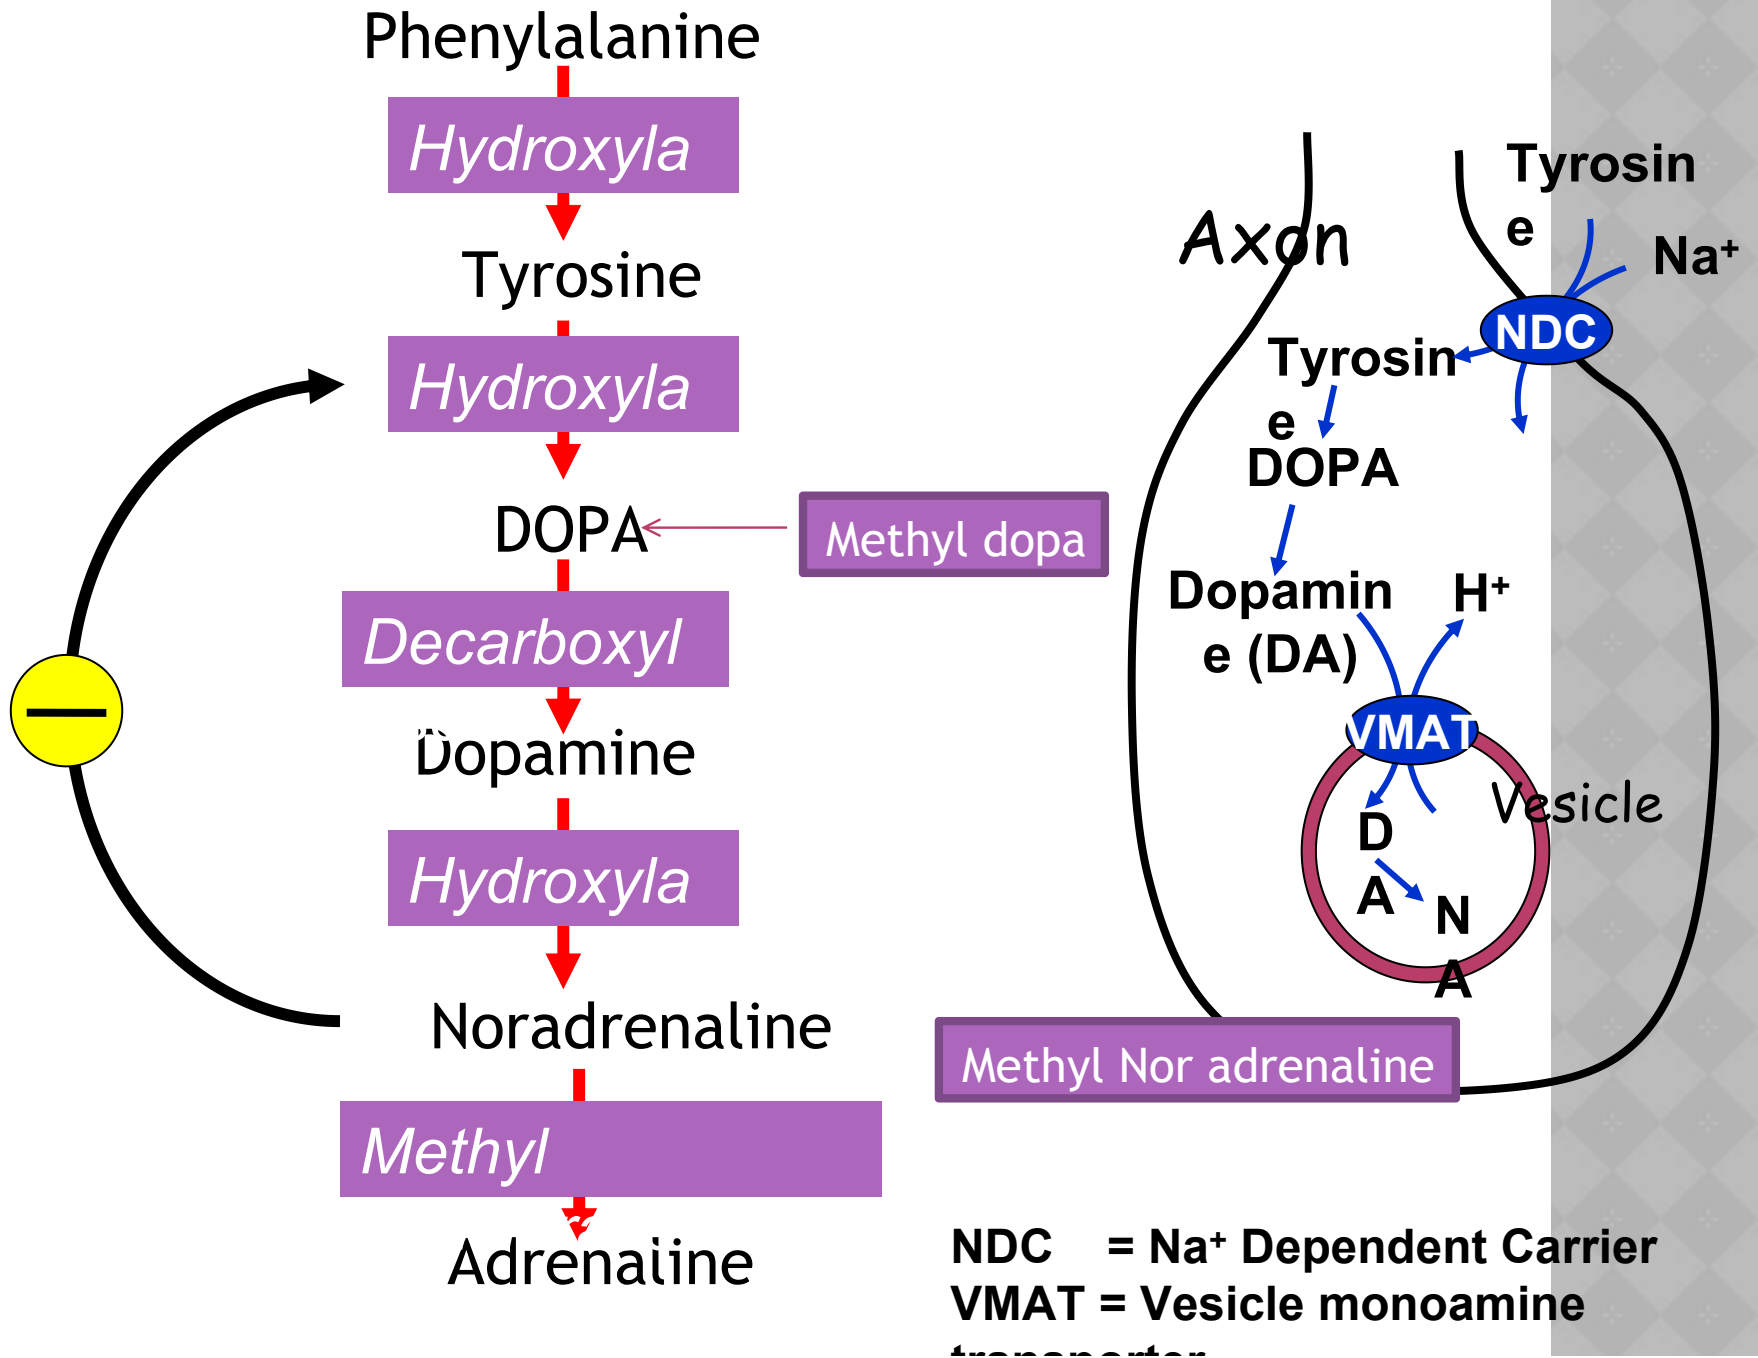 Phenylalanine
Hydroxyla
Tyrosine
Hydroxyla
DOPA
Methyl dopa
Decarboxyl
Dopamine
Hydroxyla
Noradrenaline
Methyl
Adrenaline
Axon
Tyrosin
e
Na⁺
NDC
Tyrosin
e
DOPA
Dopamin
e (DA)
H⁺
VMAT
Vesicle
D
A
N
A
Methyl Nor adrenaline
NDC = Na⁺ Dependent Carrier
VMAT = Vesicle monoamine